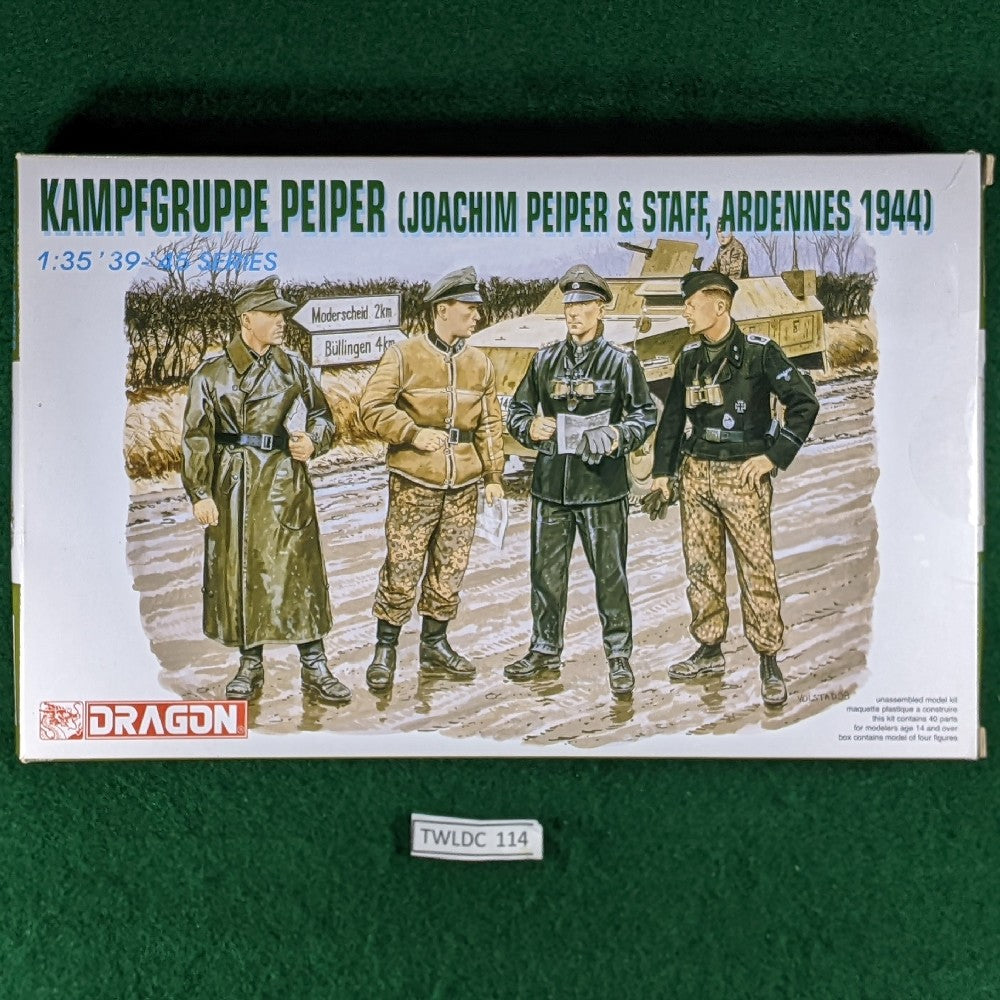 KAMPFGRUPPE PEIPER (JOACHIM PEIPER & STAFF, ARDENNES 1944)
1:35 '39-'45 SERIES
Moderscheid 2km
Büllingen 4km
VOLSTAD
DRAGON
unassembled model kit
maquette plastique a construire
this kit contains 40 parts
for modelers age 14 and over
box contains model of four figures
TWLDC 114